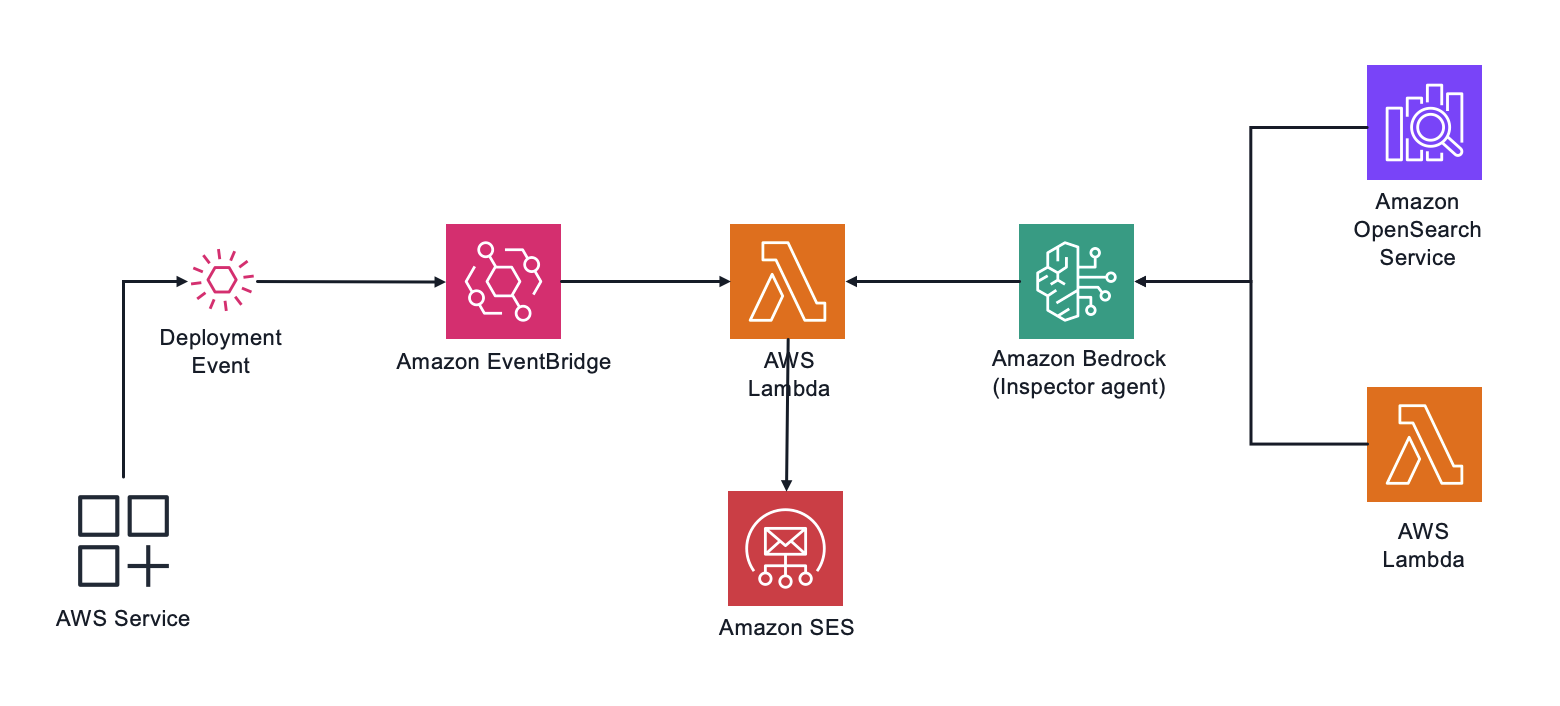 Amazon
OpenSearch
Service
Deployment
Event
Amazon EventBridge
AWS
Lambda
Amazon Bedrock
(Inspector agent)
AWS
Lambda
AWS Service
Amazon SES